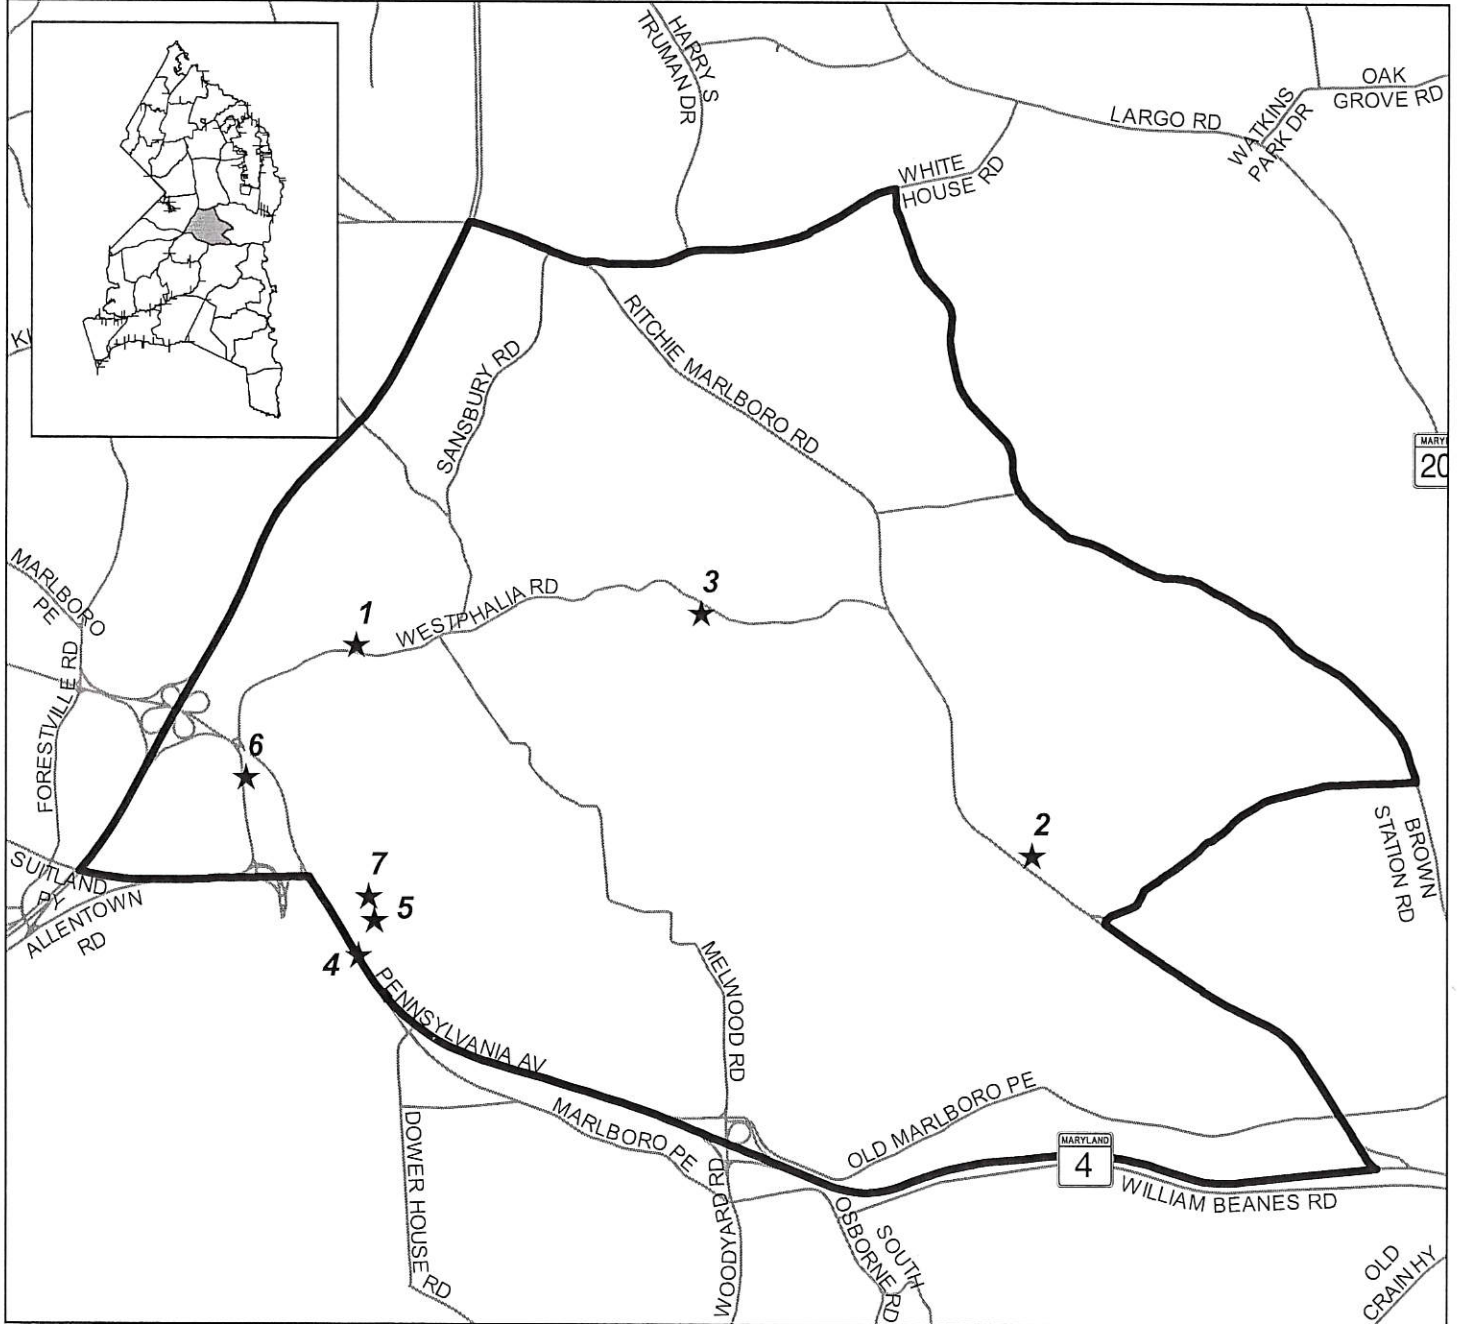 HARRY S
TRUMAN DR
OAK
GROVE RD
LARGO RD
WATKINS
PARK DR
WHITE
HOUSE RD
RITCHIE MARLBORO RD
SANSBURY RD
MARYL
20
MARLBORO
PE
3
1
WESTPHALIA RD
FORESTVILLE RD
6
2
BROWN
STATION RD
SUITLAND
PY
ALLENTOWN
RD
7
5
4
PENNSYLVANIA AV
MELWOOD RD
MARLBORO PE
OLD MARLBORO PE
MARYLAND
4
WILLIAM BEANES RD
DOWER HOUSE RD
WOODYARD RD
OSBORNE RD
SOUTH
OLD
CRAIN HY